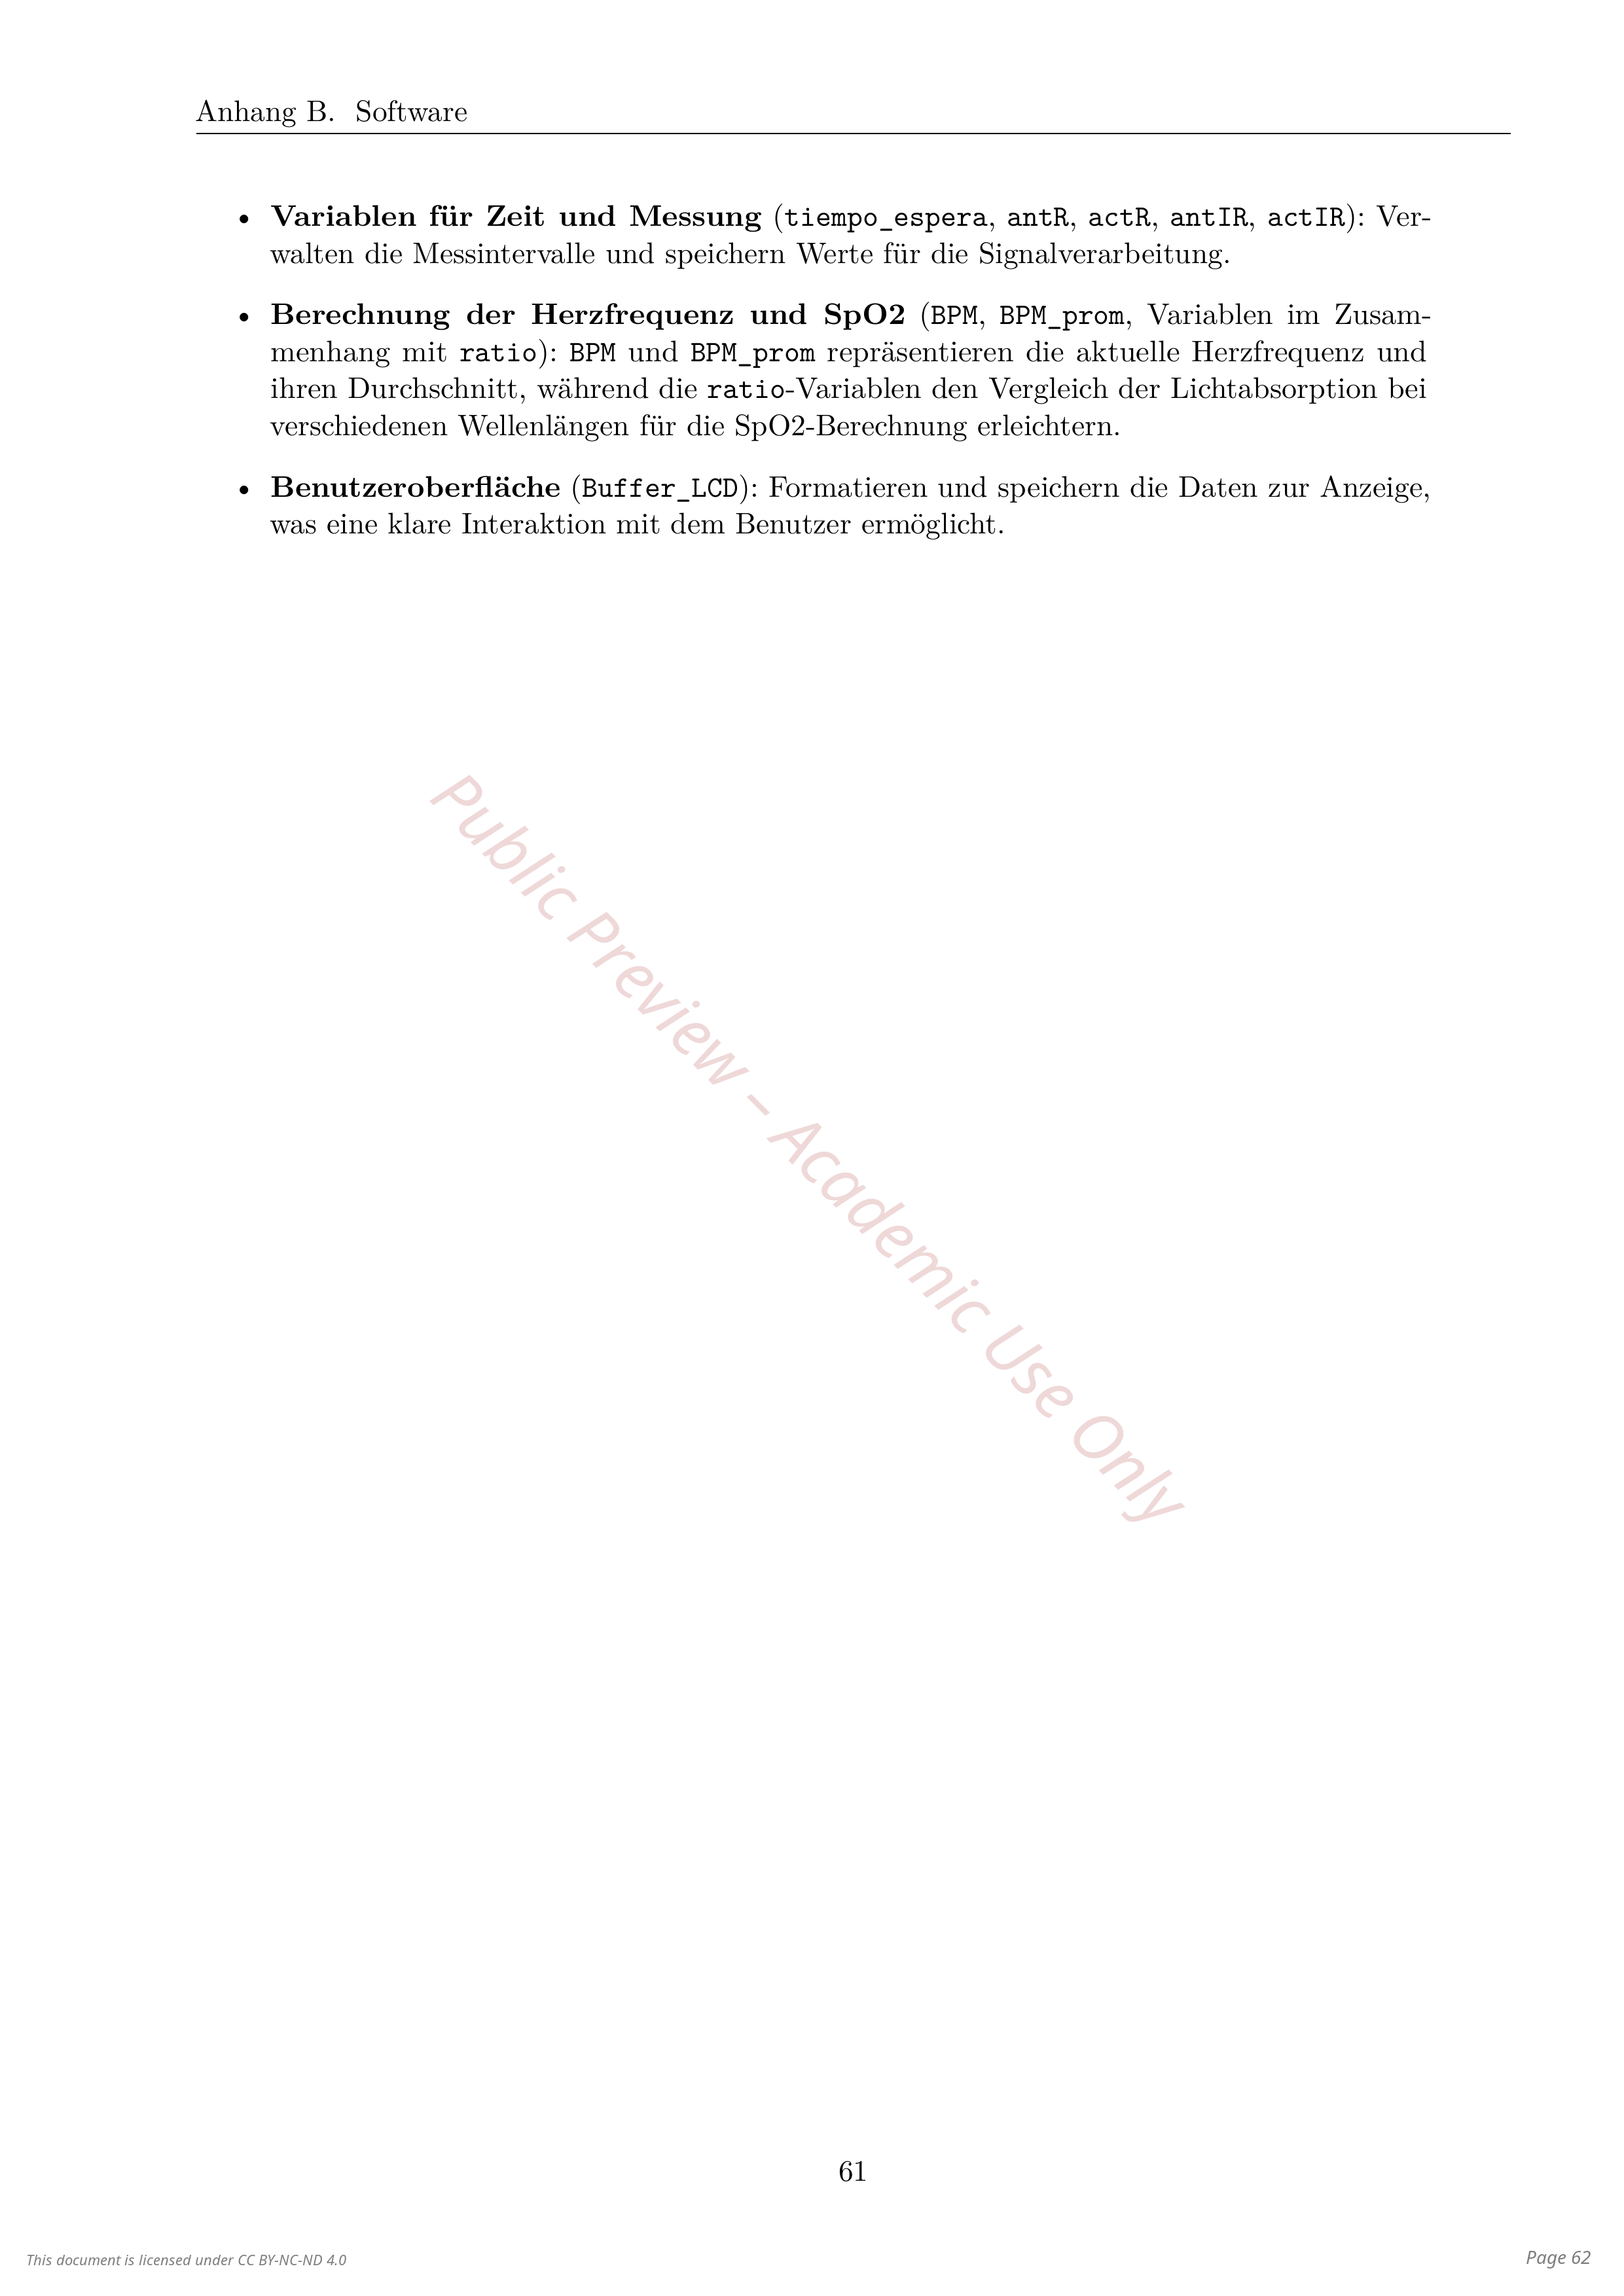 Anhang B. Software
• Variablen für Zeit und Messung (tiempo_espera, antR, actR, antIR, actIR): Ver-
walten die Messintervalle und speichern Werte für die Signalverarbeitung.
• Berechnung der Herzfrequenz und SpO2 (BPM, BPM_prom, Variablen im Zusam-
menhang mit ratio): BPM und BPM_prom repräsentieren die aktuelle Herzfrequenz und
ihren Durchschnitt, während die ratio-Variablen den Vergleich der Lichtabsorption bei
verschiedenen Wellenlängen für die SpO2-Berechnung erleichtern.
• Benutzeroberfläche (Buffer_LCD): Formatieren und speichern die Daten zur Anzeige,
was eine klare Interaktion mit dem Benutzer ermöglicht.
Public Preview – Academic Use Only
61
This document is licensed under CC BY-NC-ND 4.0
Page 62